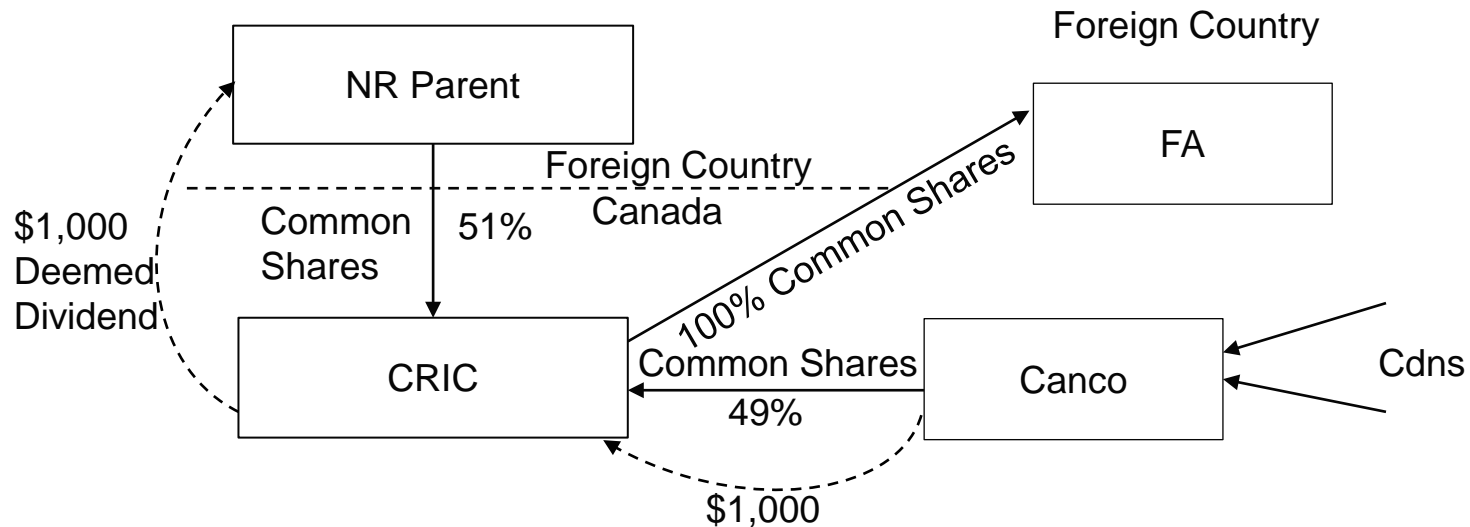 Foreign Country
NR Parent
FA
Foreign Country
Canada
$1,000
Deemed
Dividend
Common
Shares
51%
100% Common Shares
CRIC
Common Shares
49%
Canco
Cdns
$1,000